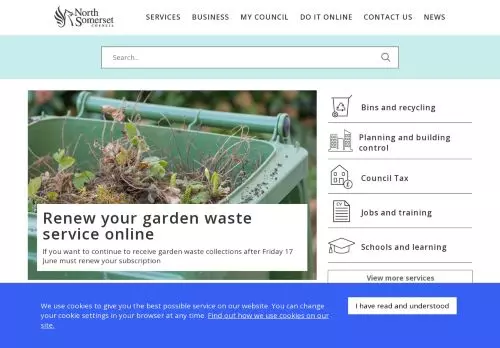 North
Somerset
COUNCIL
SERVICES
BUSINESS
MY COUNCIL
DO IT ONLINE
CONTACT US
NEWS
Search...
Renew your garden waste
service online
If you want to continue to receive garden waste collections after Friday 17
June must renew your subscription
Bins and recycling
Planning and building
control
Council Tax
CV
Jobs and training
Schools and learning
View more services
We use cookies to give you the best possible service on our website. You can change
your cookie settings in your browser at any time. Find out how we use cookies on our
site.
I have read and understood